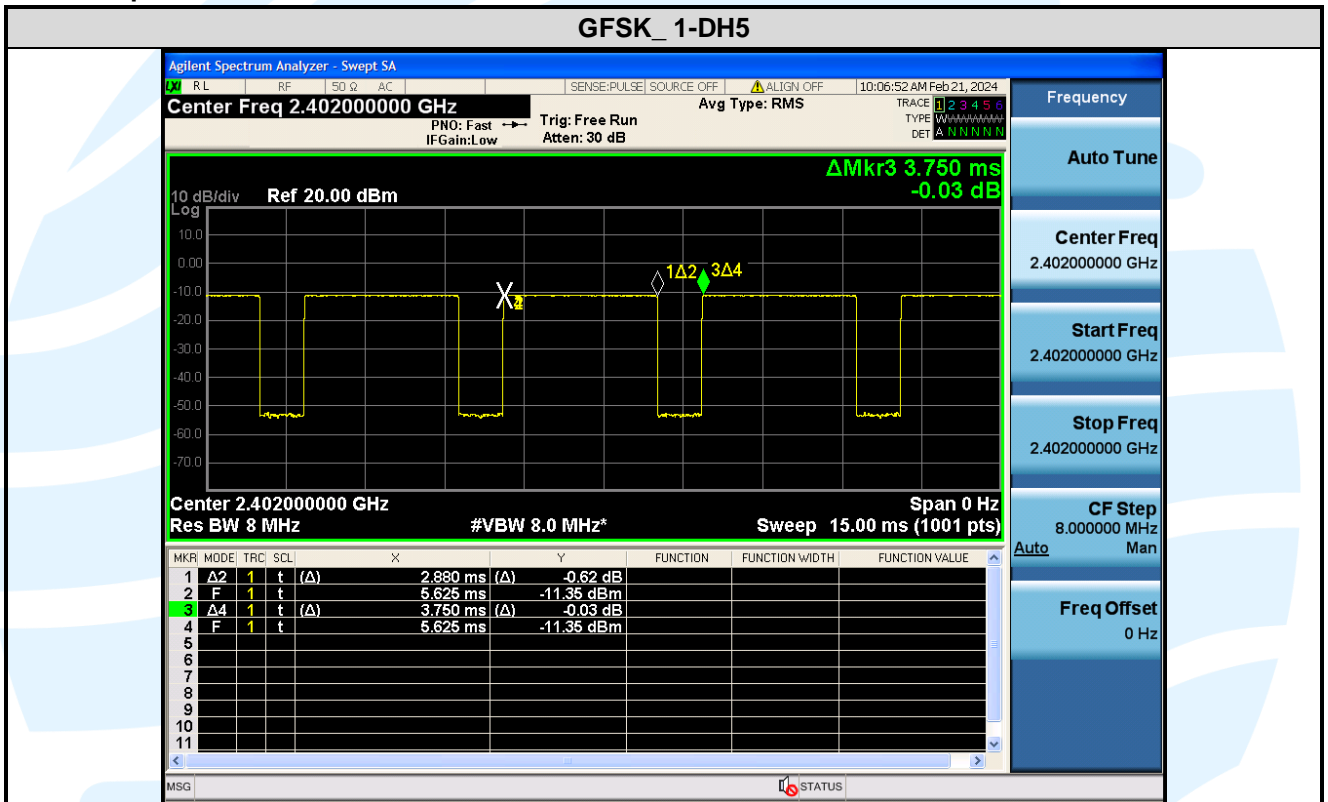 GFSK_ 1-DH5
Agilent Spectrum Analyzer - Swept SA
LXI RL RF 50 Ω AC SENSE:PULSE SOURCE OFF ALIGN OFF 10:06:52 AM Feb 21, 2024
Center Freq 2.402000000 GHz
Avg Type: RMS
TRACE 1 2 3 4 5 6
PNO: Fast
Trig: Free Run
TYPE
IFGain:Low
Atten: 30 dB
DET A N N N N N
ΔMkr3 3.750 ms
-0.03 dB
10 dB/div Ref 20.00 dBm
Log
10.0
0.00
-10.0
-20.0
-30.0
-40.0
-50.0
-60.0
-70.0
1Δ2 3Δ4
X
Center 2.402000000 GHz Span 0 Hz
Res BW 8 MHz #VBW 8.0 MHz* Sweep 15.00 ms (1001 pts)
MKR MODE TRC SCL X Y FUNCTION FUNCTION WIDTH FUNCTION VALUE
1 Δ2 1 t (Δ) 2.880 ms (Δ) -0.62 dB
2 F 1 t 5.625 ms -11.35 dBm
3 Δ4 1 t (Δ) 3.750 ms (Δ) -0.03 dB
4 F 1 t 5.625 ms -11.35 dBm
5
6
7
8
9
10
11
MSG STATUS
Frequency
Auto Tune
Center Freq
2.402000000 GHz
Start Freq
2.402000000 GHz
Stop Freq
2.402000000 GHz
CF Step
8.000000 MHz
Auto Man
Freq Offset
0 Hz